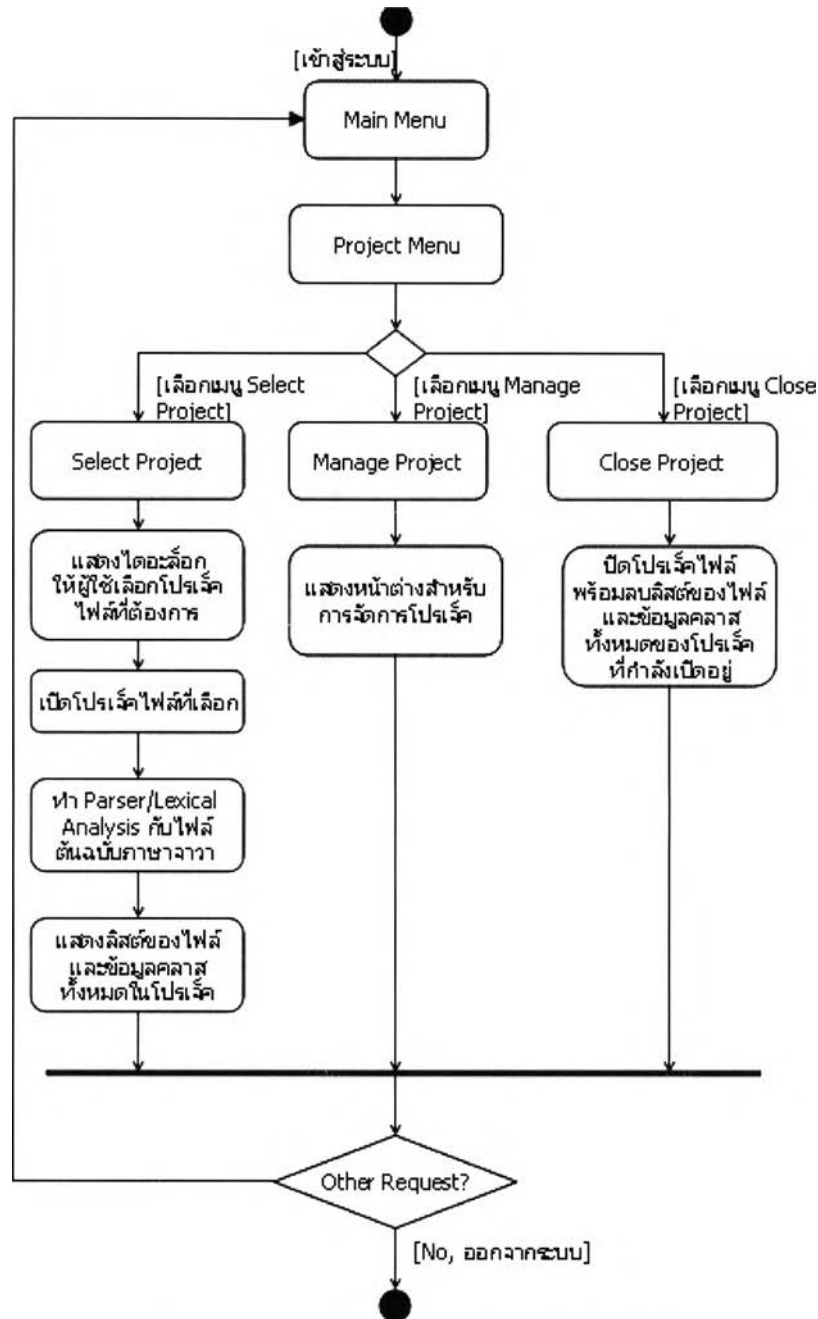 [เข้าสู่ระบบ]
Main Menu
Project Menu
[เลือกเมนู Select
Project]
[เลือกเมนู Manage
Project]
[เลือกเมนู Close
Project]
Select Project
Manage Project
Close Project
แสดงไดอะล็อก
ให้ผู้ใช้เลือกโปรเจ็ค
ไฟล์ที่ต้องการ
แสดงหน้าต่างสำหรับ
การจัดการโปรเจ็ค
ปิดโปรเจ็คไฟล์
พร้อมลบลิสต์ของไฟล์
และข้อมูลคลาส
ทั้งหมดของโปรเจ็ค
ที่กำลังเปิดอยู่
เปิดโปรเจ็คไฟล์ที่เลือก
ทำ Parser/Lexical
Analysis กับไฟล์
ต้นฉบับภาษาจาวา
แสดงลิสต์ของไฟล์
และข้อมูลคลาส
ทั้งหมดในโปรเจ็ค
Other Request?
[No, ออกจากระบบ]